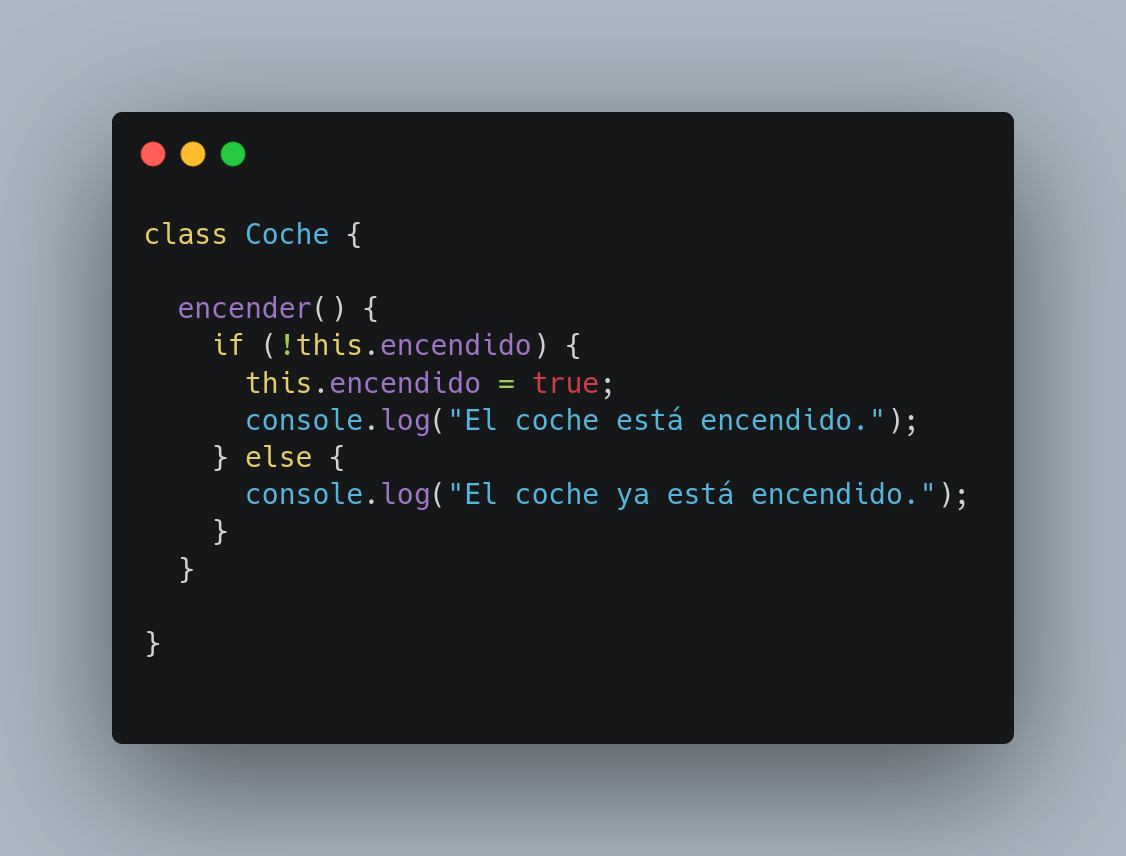 class Coche {
  encender() {
    if (!this.encendido) {
      this.encendido = true;
      console.log("El coche está encendido.");
    } else {
      console.log("El coche ya está encendido.");
    }
  }
}